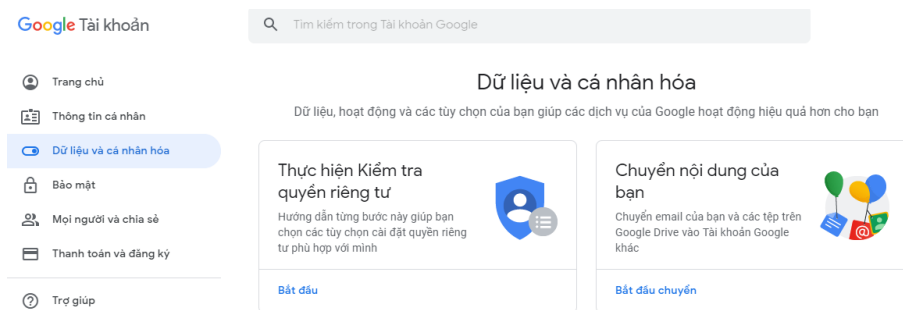 Google Tài khoản
Tìm kiếm trong Tài khoản Google
Trang chủ
Thông tin cá nhân
Dữ liệu và cá nhân hóa
Bảo mật
Mọi người và chia sẻ
Thanh toán và đăng ký
Trợ giúp
Dữ liệu và cá nhân hóa
Dữ liệu, hoạt động và các tùy chọn của bạn giúp các dịch vụ của Google hoạt động hiệu quả hơn cho bạn
Thực hiện Kiểm tra
quyền riêng tư
Hướng dẫn từng bước này giúp bạn
chọn các tùy chọn cài đặt quyền riêng
tư phù hợp với mình
Bắt đầu
Chuyển nội dung của
bạn
Chuyển email của bạn và các tệp trên
Google Drive vào Tài khoản Google
khác
Bắt đầu chuyển